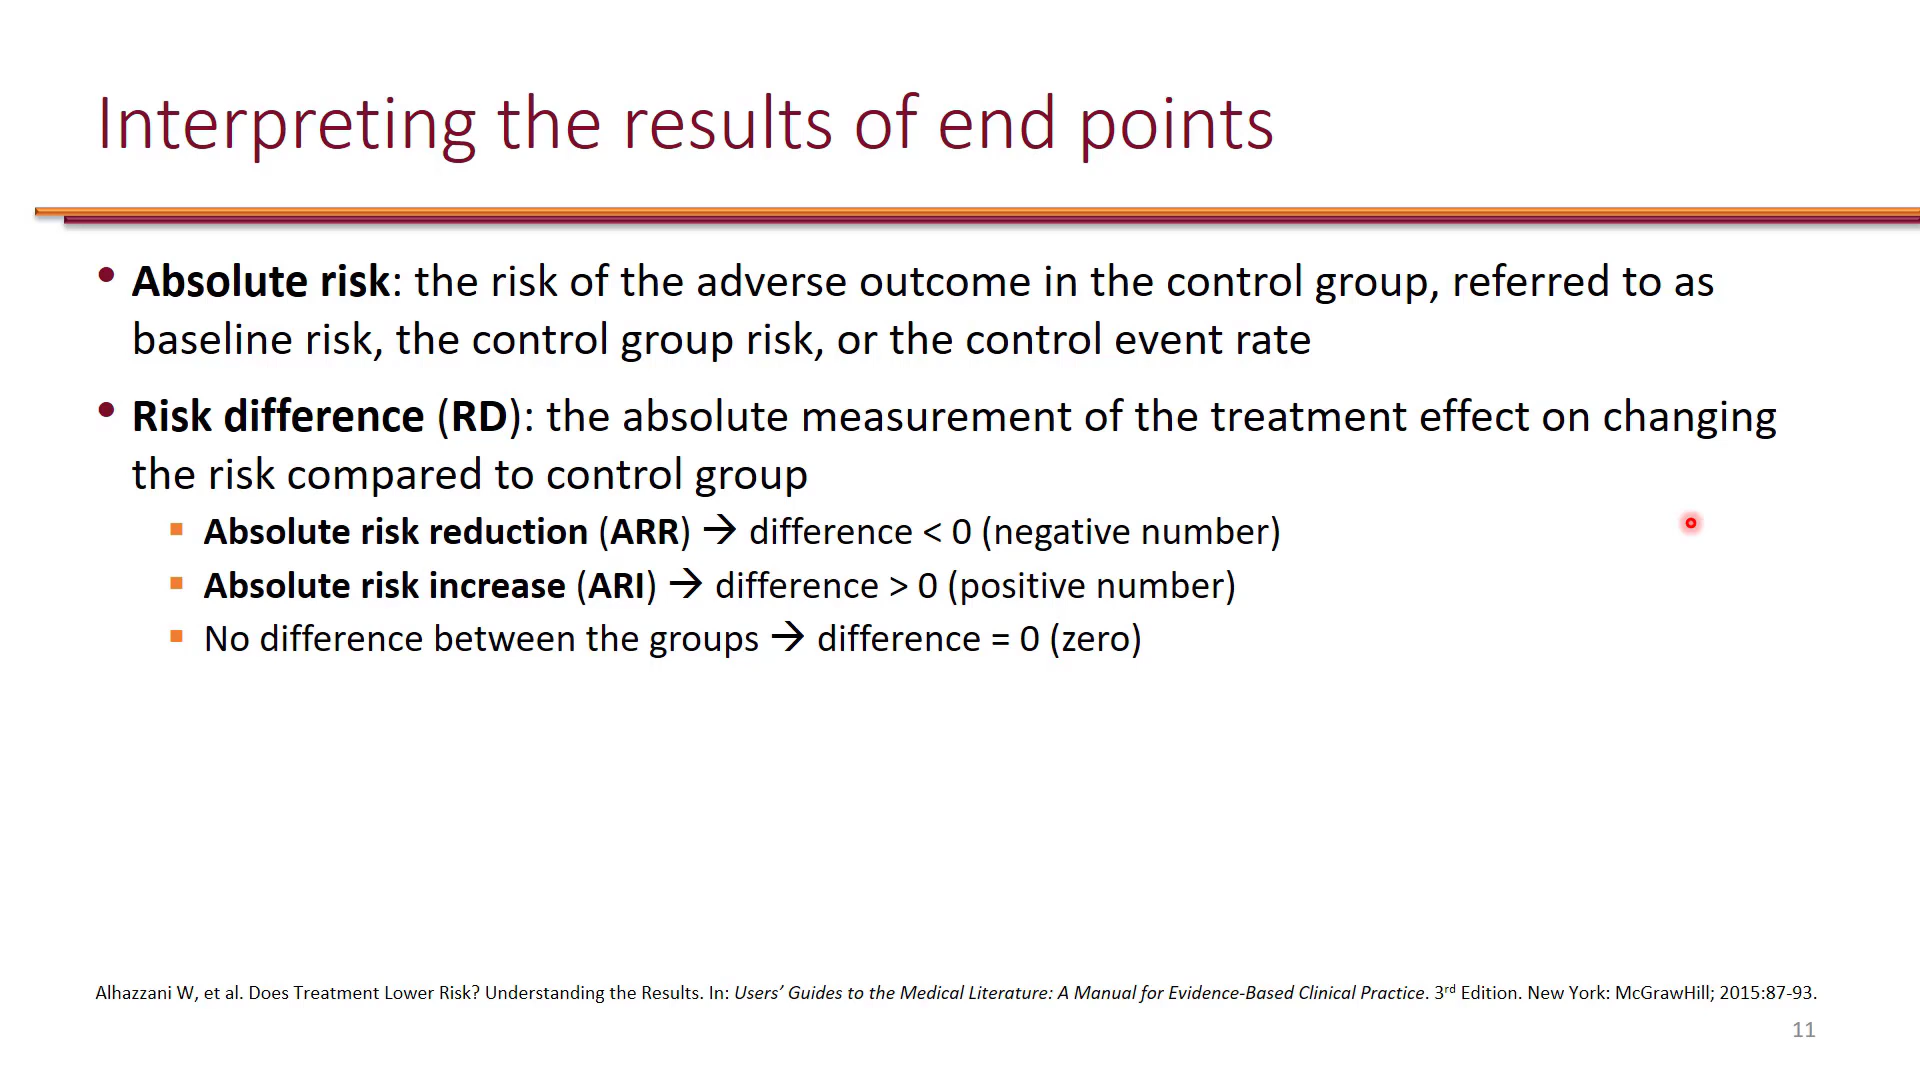 Interpreting the results of end points
• Absolute risk: the risk of the adverse outcome in the control group, referred to as
baseline risk, the control group risk, or the control event rate
• Risk difference (RD): the absolute measurement of the treatment effect on changing
the risk compared to control group
▪ Absolute risk reduction (ARR) → difference < 0 (negative number)
▪ Absolute risk increase (ARI) → difference > 0 (positive number)
▪ No difference between the groups → difference = 0 (zero)
Alhazzani W, et al. Does Treatment Lower Risk? Understanding the Results. In: Users’ Guides to the Medical Literature: A Manual for Evidence-Based Clinical Practice. 3rd Edition. New York: McGrawHill; 2015:87-93.
11